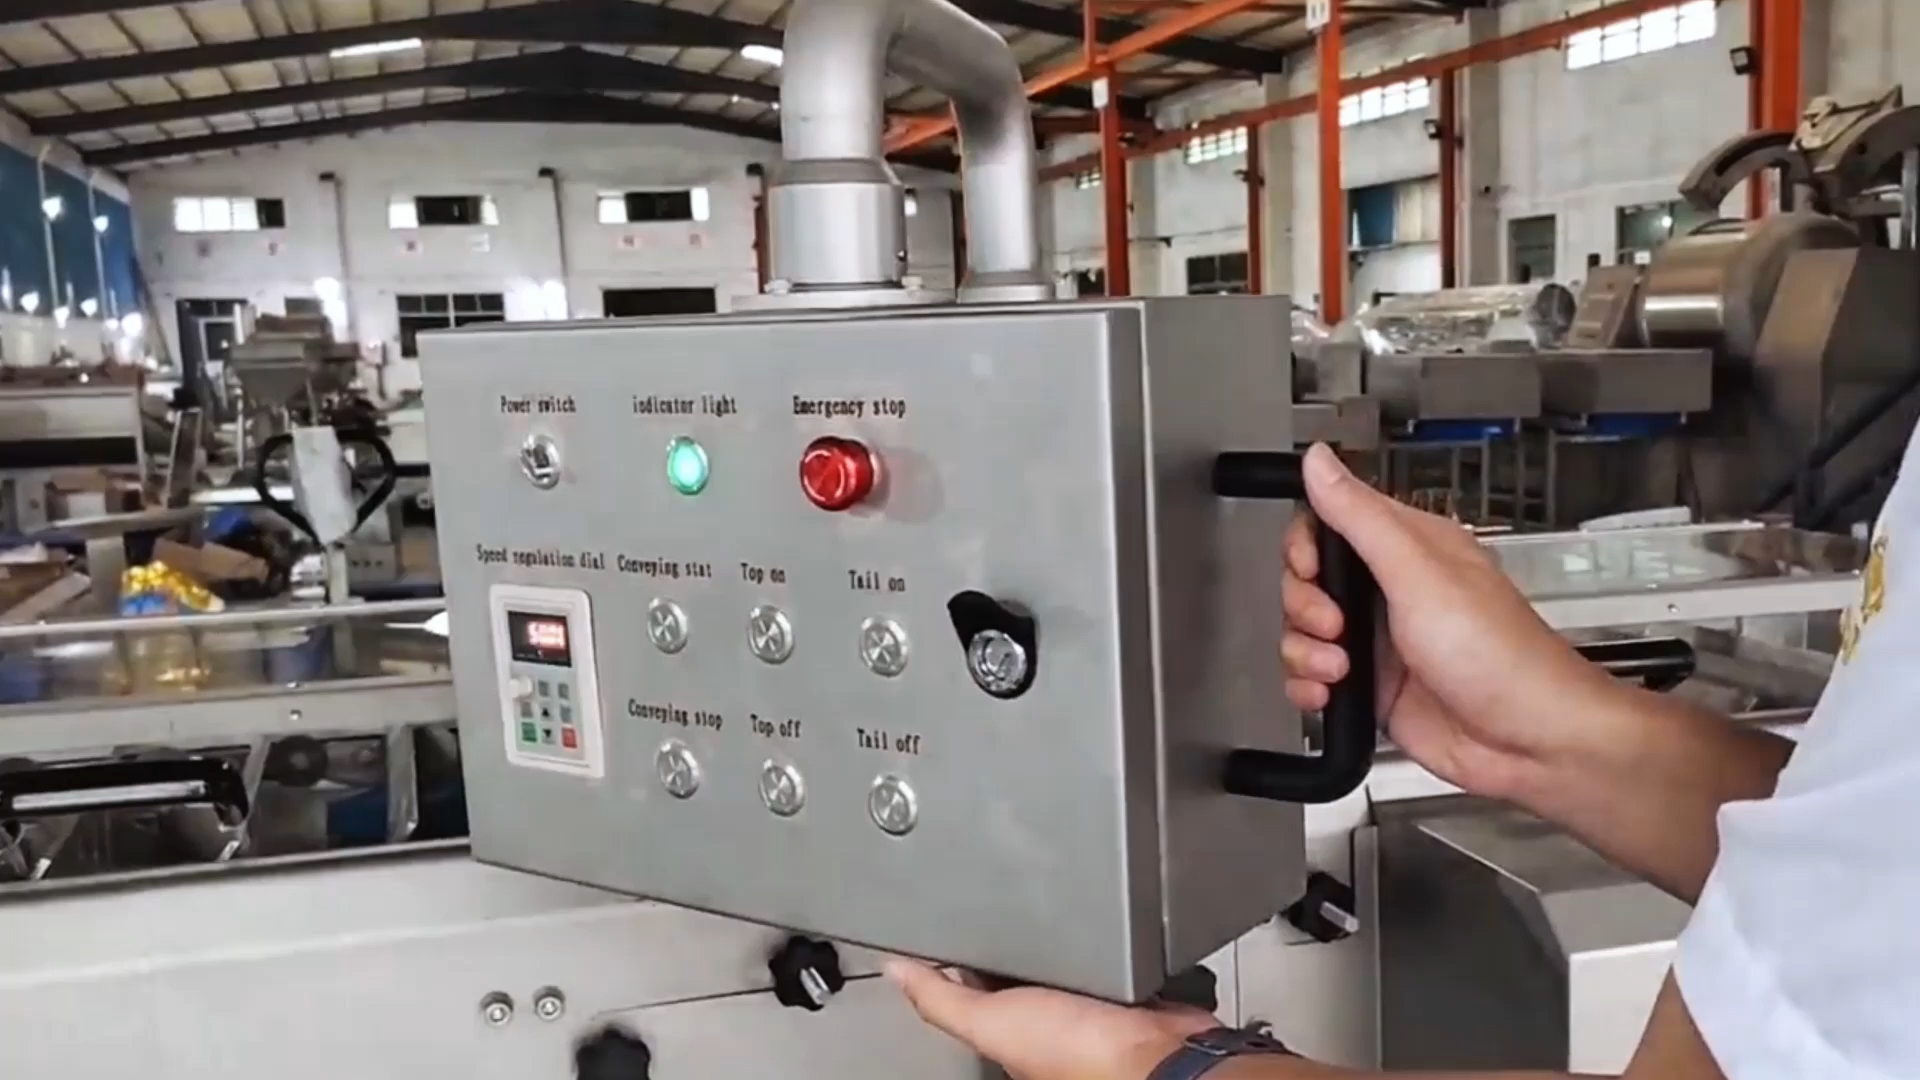 Power switch
indicator light
Emergency stop
Speed regulation dial
Conveying stat
Top on
Tail on
Conveying stop
Top off
Tail off